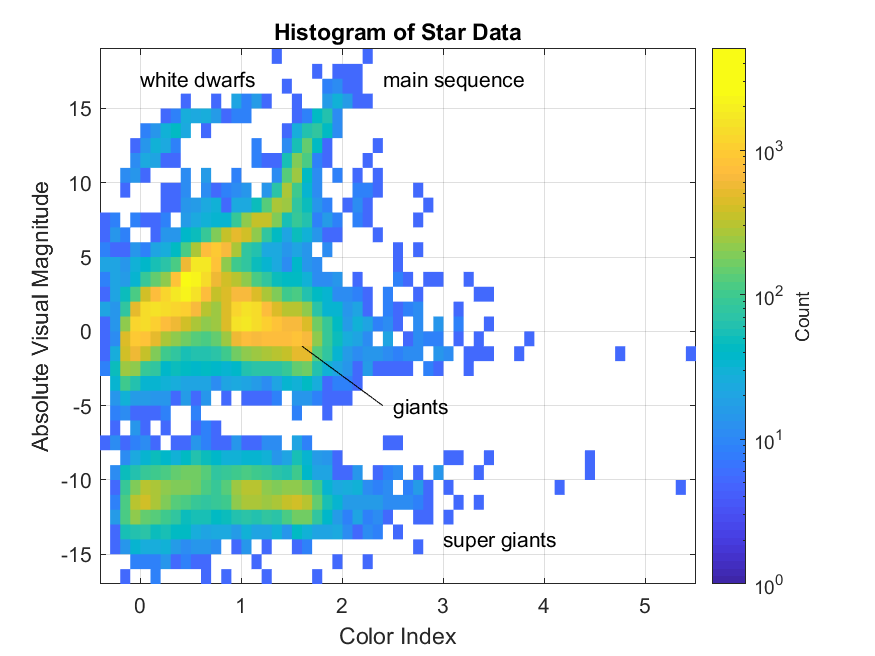 Histogram of Star Data
white dwarfs
main sequence
giants
super giants
15
10
5
0
-5
-10
-15
Absolute Visual Magnitude
0 1 2 3 4 5
Color Index
10³
10²
10¹
10⁰
Count